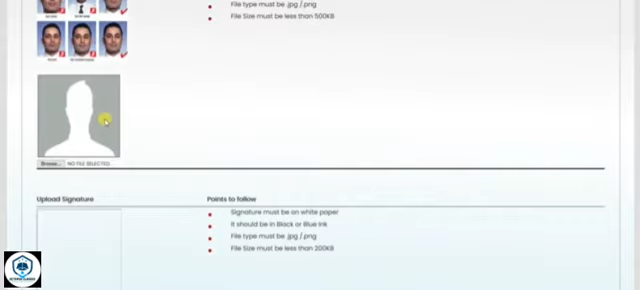 File type must be .jpg /.png
File Size must be less than 500KB
Browse... NO FILE SELECTED.
Upload Signature
Points to follow
Signature must be on white paper
It should be in Black or Blue Ink
File type must be .jpg /.png
File Size must be less than 200KB